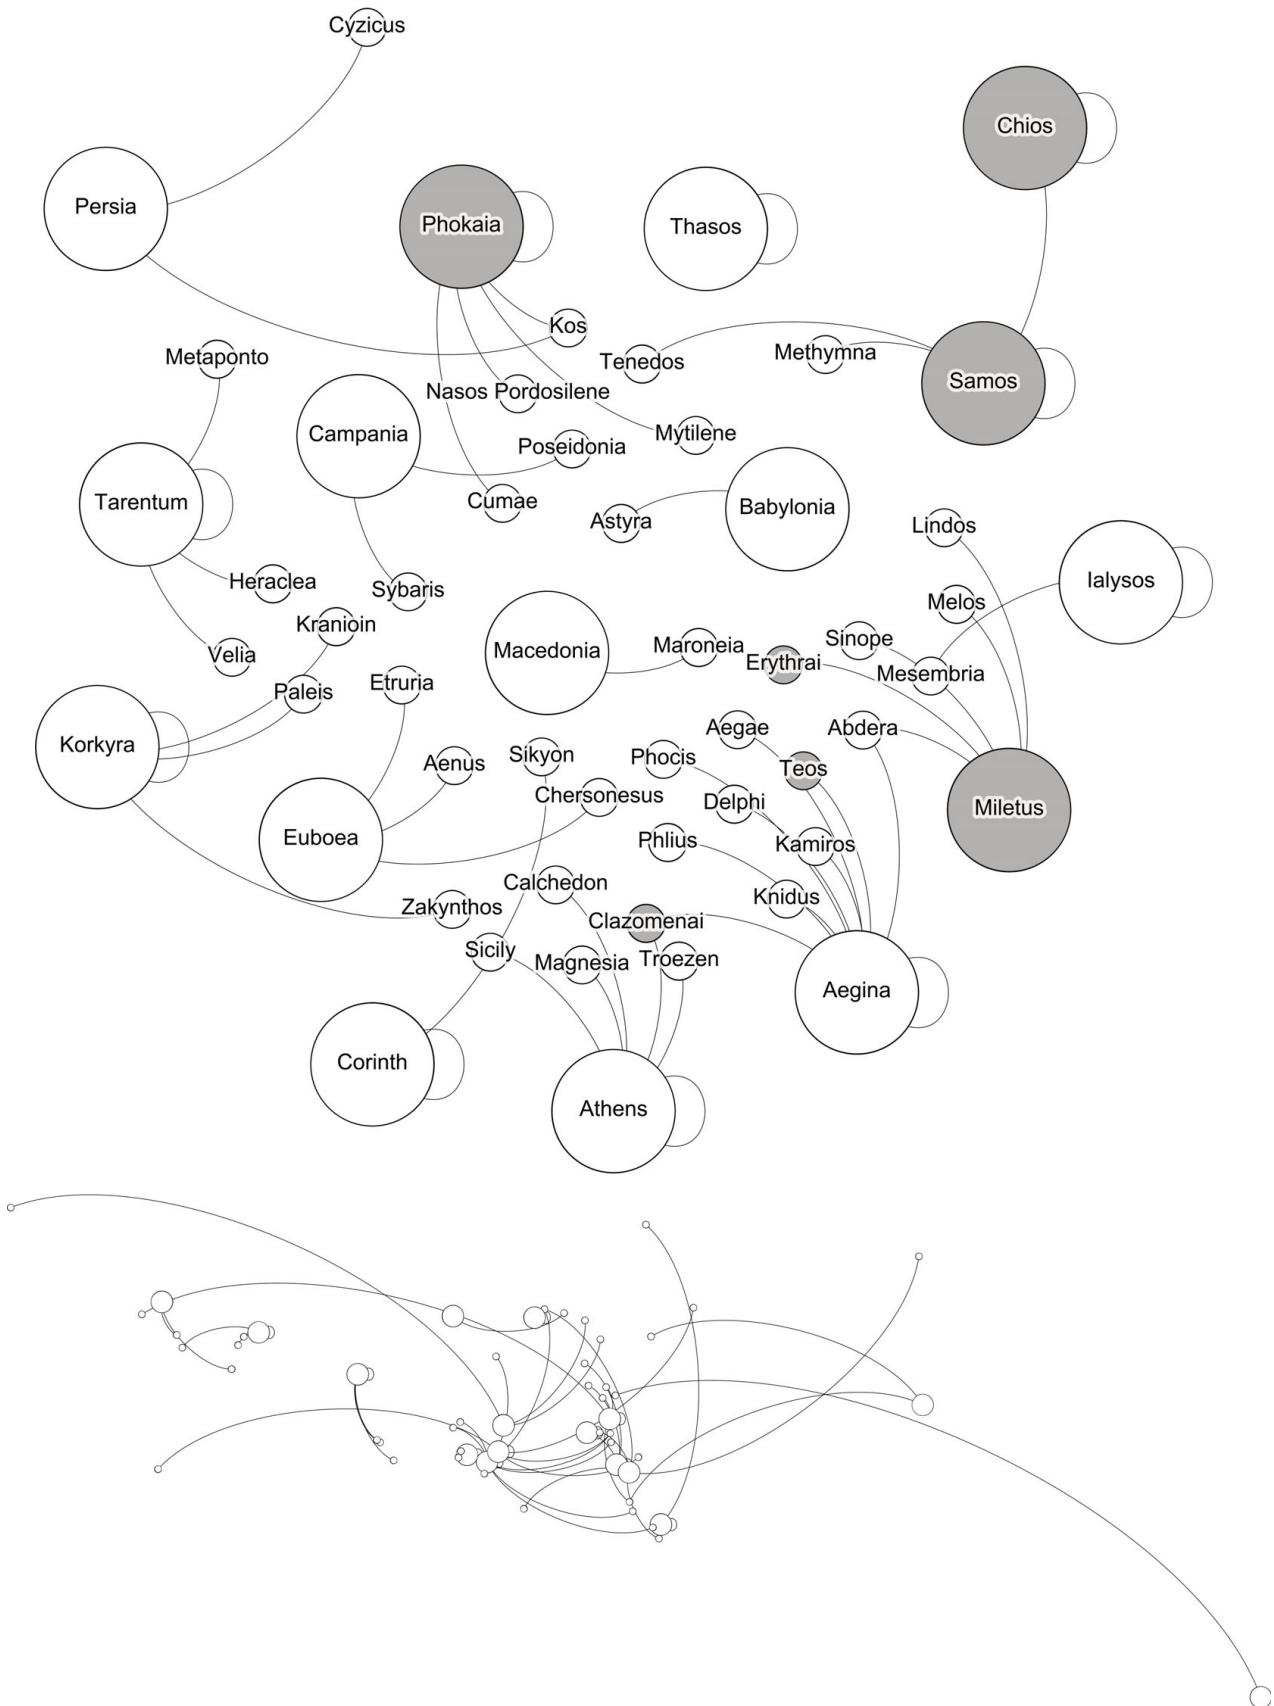 Cyzicus
Chios
Persia
Phokaia
Thasos
Kos
Metaponto
Tenedos
Methymna
Samos
Nasos Pordosilene
Campania
Mytilene
Poseidonia
Tarentum
Cumae
Babylonia
Astyra
Lindos
Heraclea
Sybaris
Ialysos
Melos
Kranioin
Sinope
Maroneia
Macedonia
Velia
Erythrai
Mesembria
Etruria
Paleis
Aegae
Abdera
Korkyra
Sikyon
Phocis
Aenus
Teos
Chersonesus
Delphi
Miletus
Euboea
Phlius
Kamiros
Calchedon
Knidus
Zakynthos
Clazomenai
Sicily
Magnesia
Troezen
Aegina
Corinth
Athens